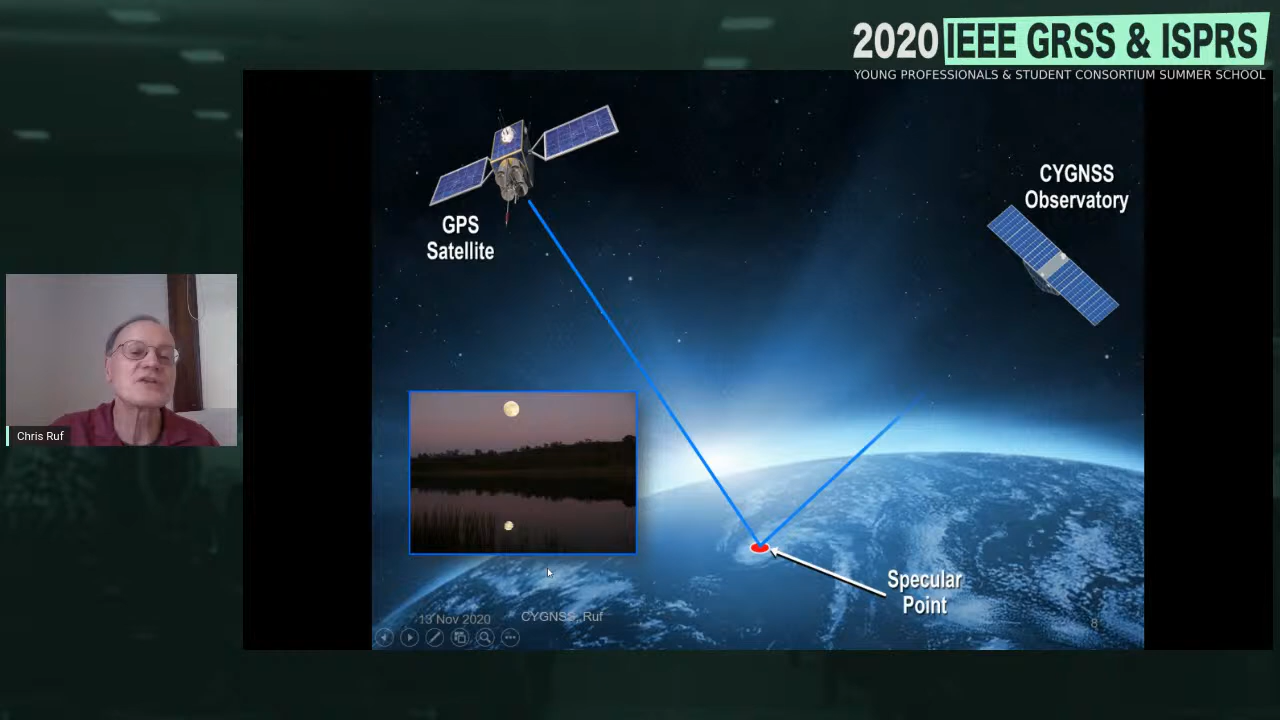 2020 IEEE GRSS & ISPRS
YOUNG PROFESSIONALS & STUDENT CONSORTIUM SUMMER SCHOOL
GPS
Satellite
CYGNSS
Observatory
Specular
Point
Chris Ruf
13 Nov 2020
CYGNSS, Ruf
8